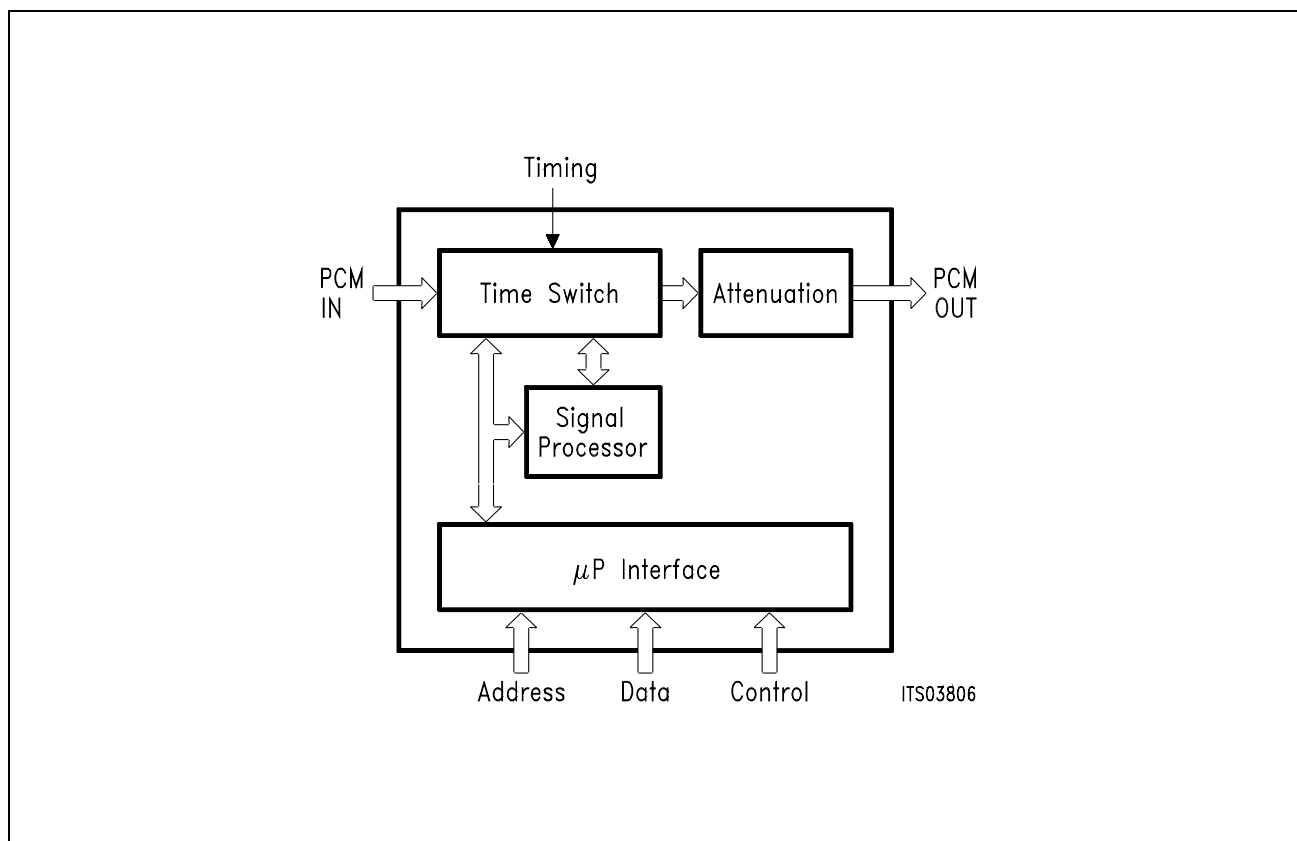 Timing
PCM
IN
Time Switch
Attenuation
PCM
OUT
Signal
Processor
μP Interface
Address
Data
Control
ITS03806